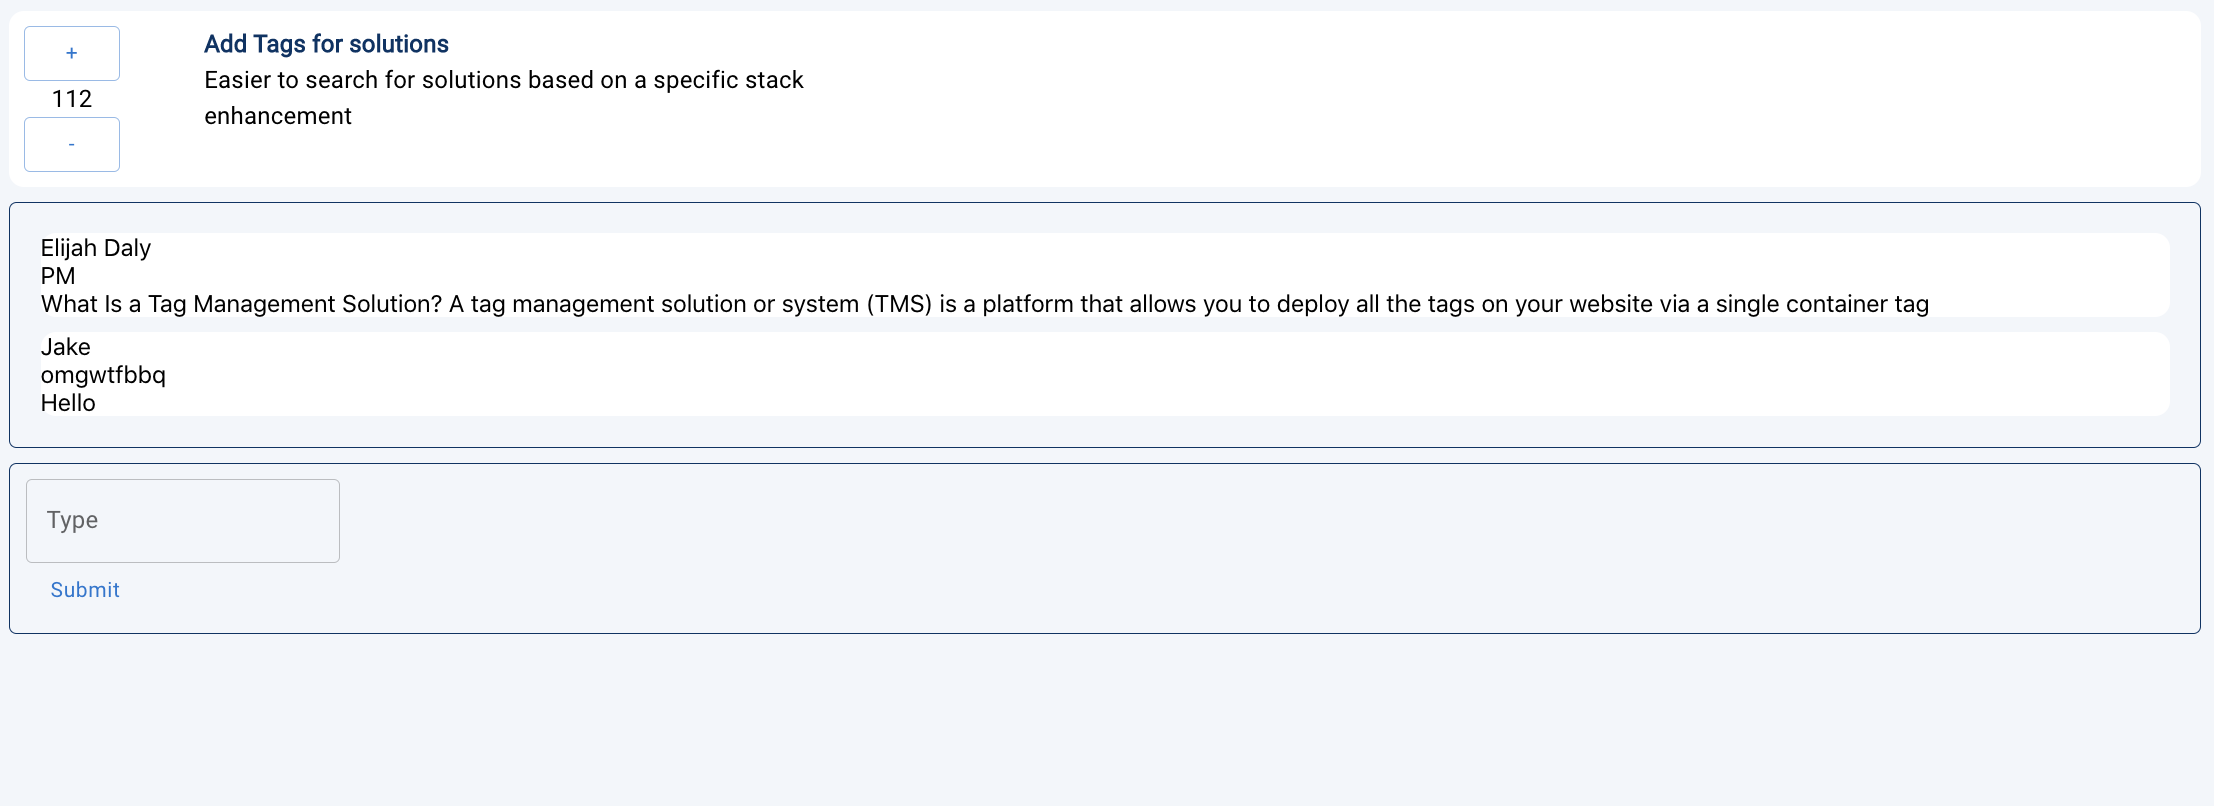 +
112
-
Add Tags for solutions
Easier to search for solutions based on a specific stack
enhancement
Elijah Daly
PM
What Is a Tag Management Solution? A tag management solution or system (TMS) is a platform that allows you to deploy all the tags on your website via a single container tag
Jake
omgwtfbbq
Hello
Type
Submit